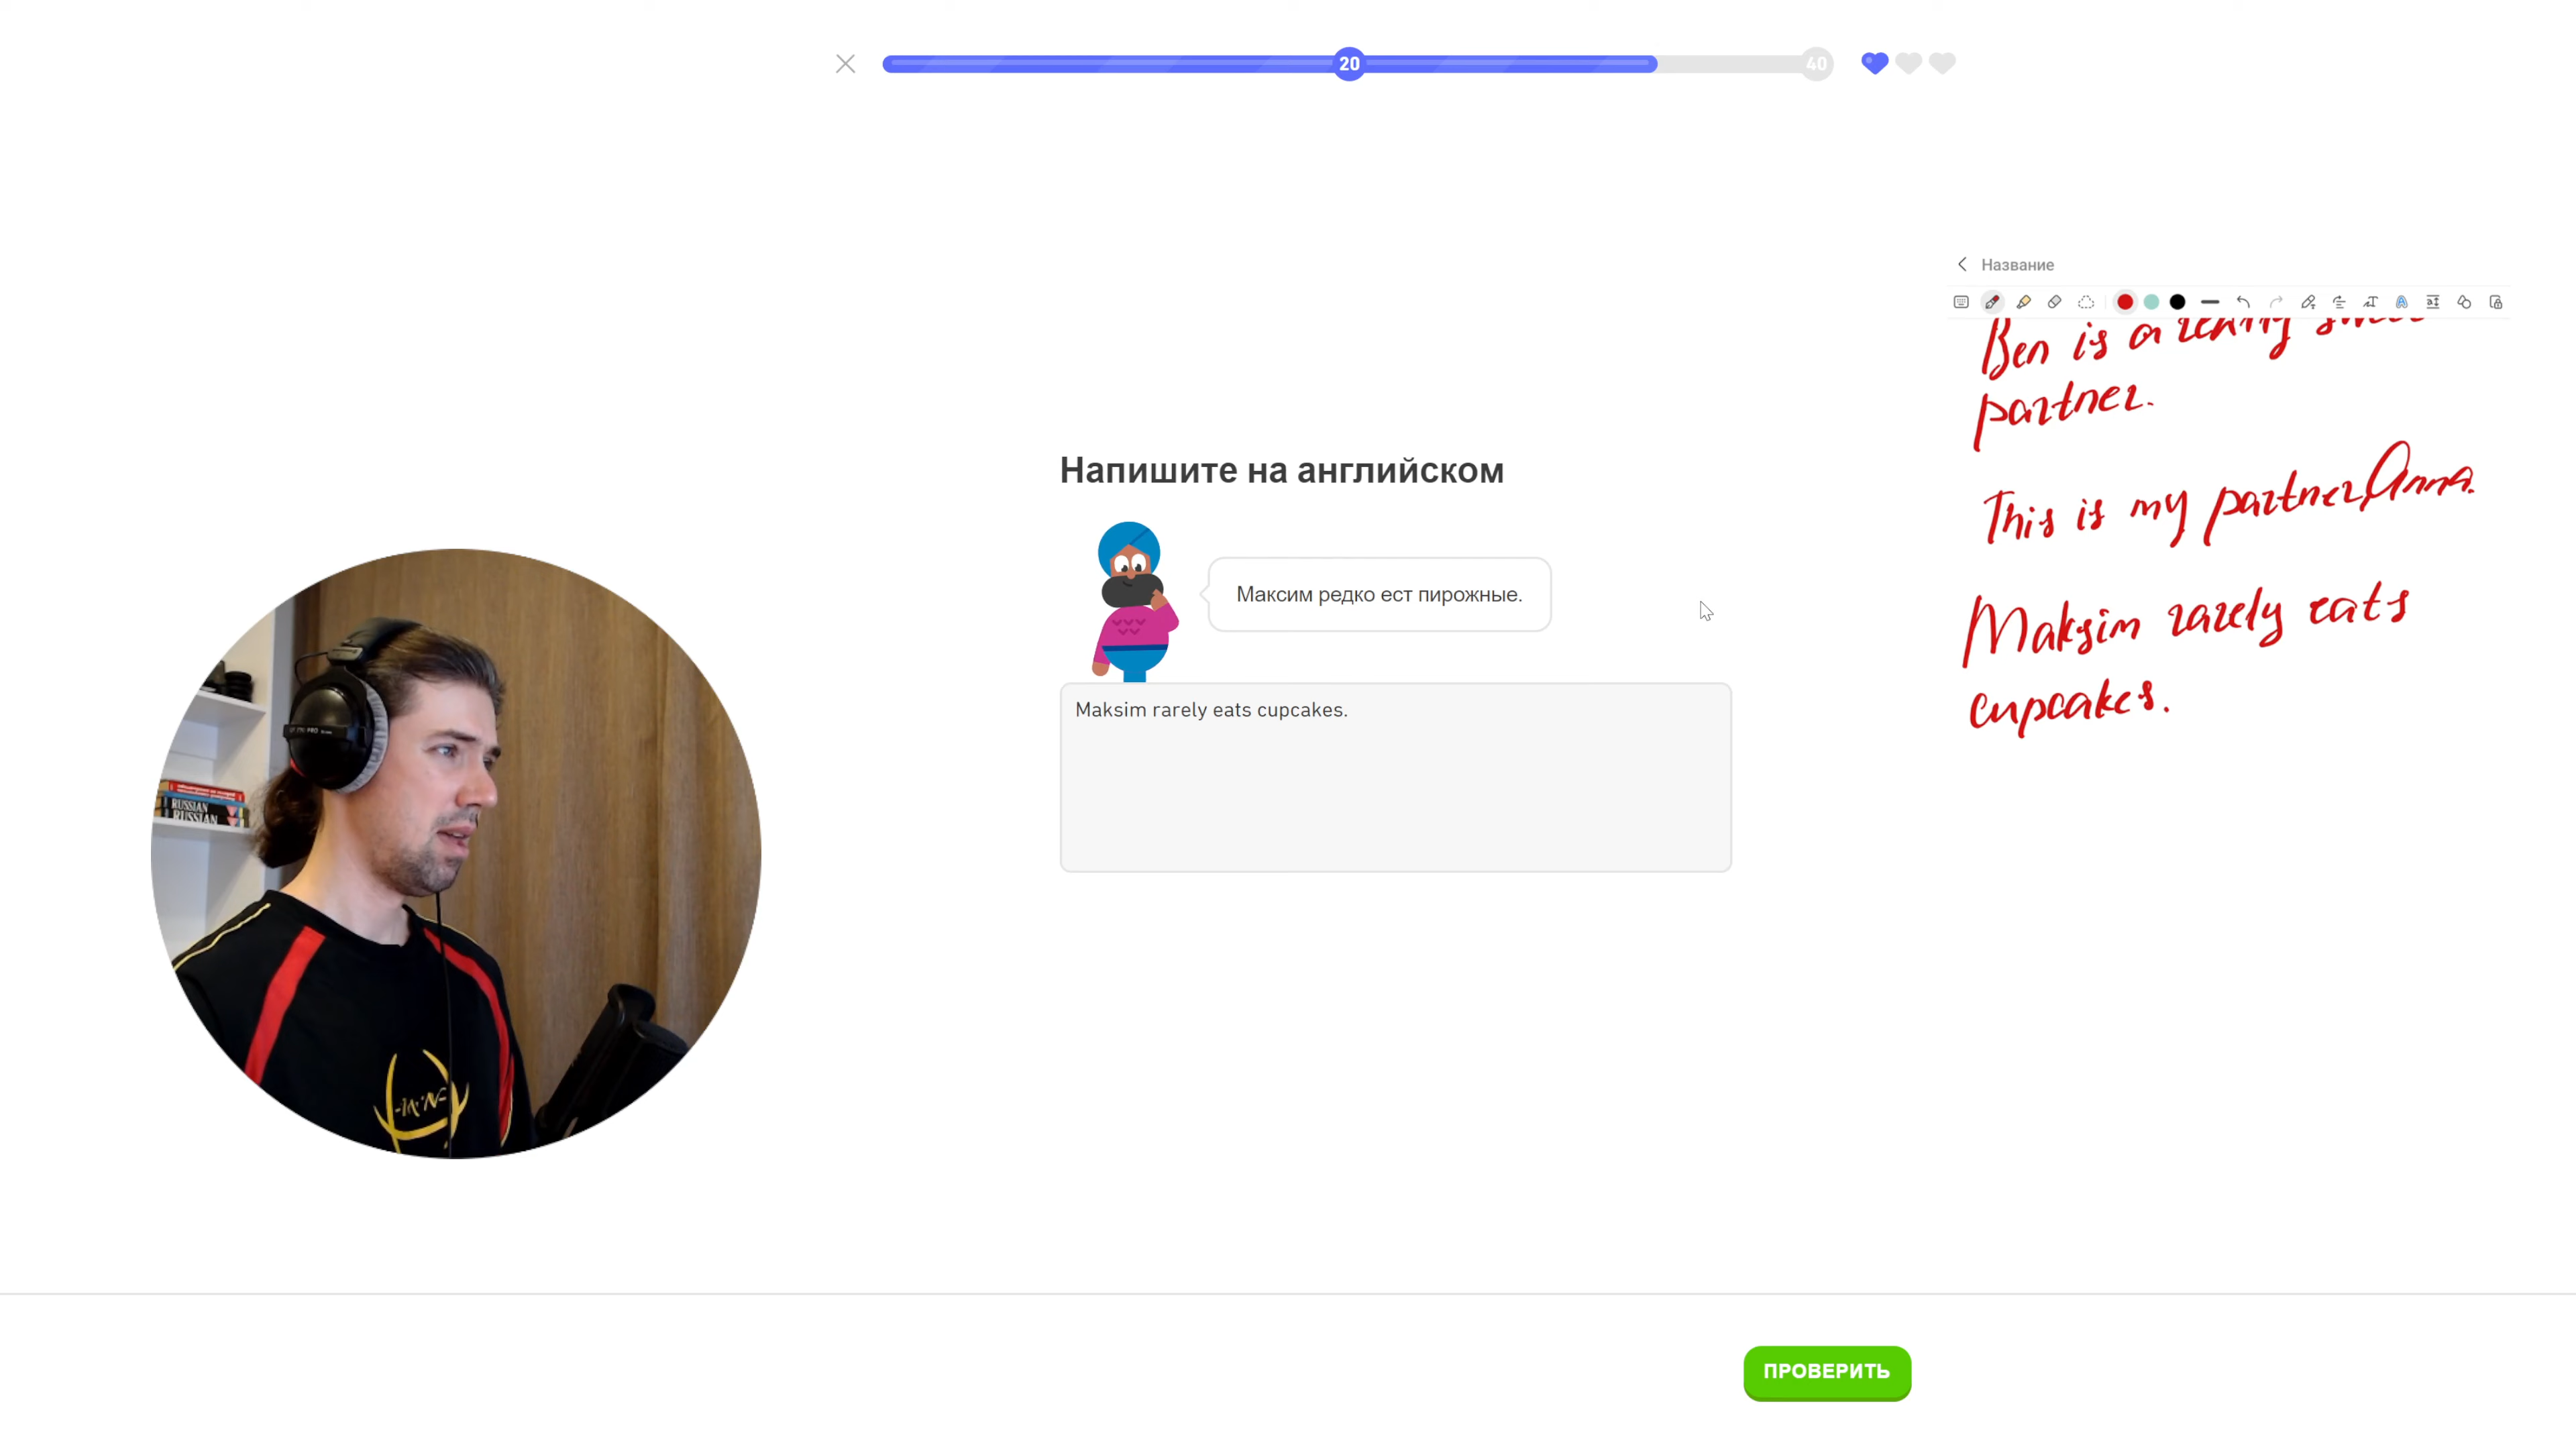 20
40
Название
Напишите на английском
Максим редко ест пирожные.
Maksim rarely eats cupcakes.
Ben is a
partner.
This is my partner, Anna.
Maksim rarely eats
cupcakes.
RUSSIAN
RUSSIAN
ПРОВЕРИТЬ